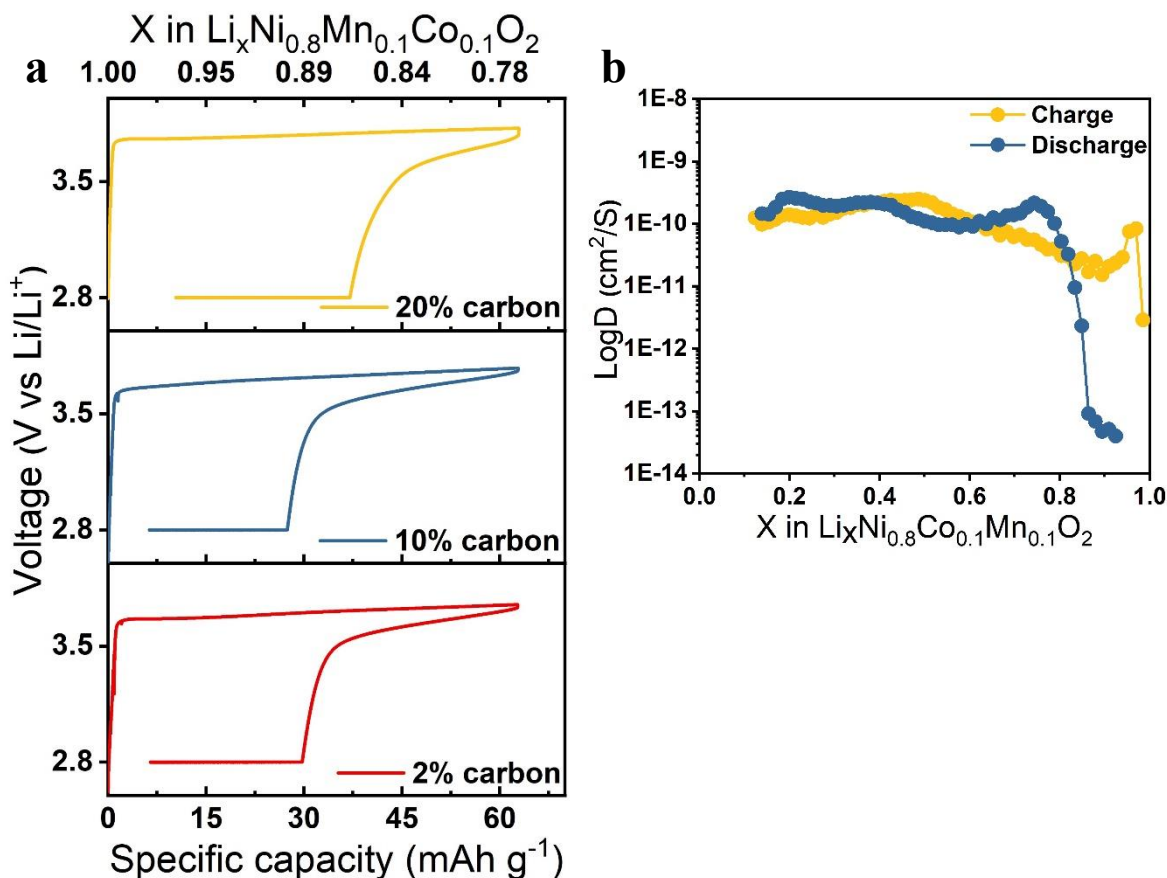 X in LiₓNi₀.₈Mn₀.₁Co₀.₁O₂
a
1.00 0.95 0.89 0.84 0.78
3.5
2.8
20% carbon
3.5
2.8
10% carbon
3.5
2.8
2% carbon
0 15 30 45 60
Voltage (V vs Li/Li⁺)
Specific capacity (mAh g⁻¹)
b
1E-8
1E-9
1E-10
1E-11
1E-12
1E-13
1E-14
Charge
Discharge
LogD (cm²/S)
0.0 0.2 0.4 0.6 0.8 1.0
X in LiXNi₀.₈Co₀.₁Mn₀.₁O₂